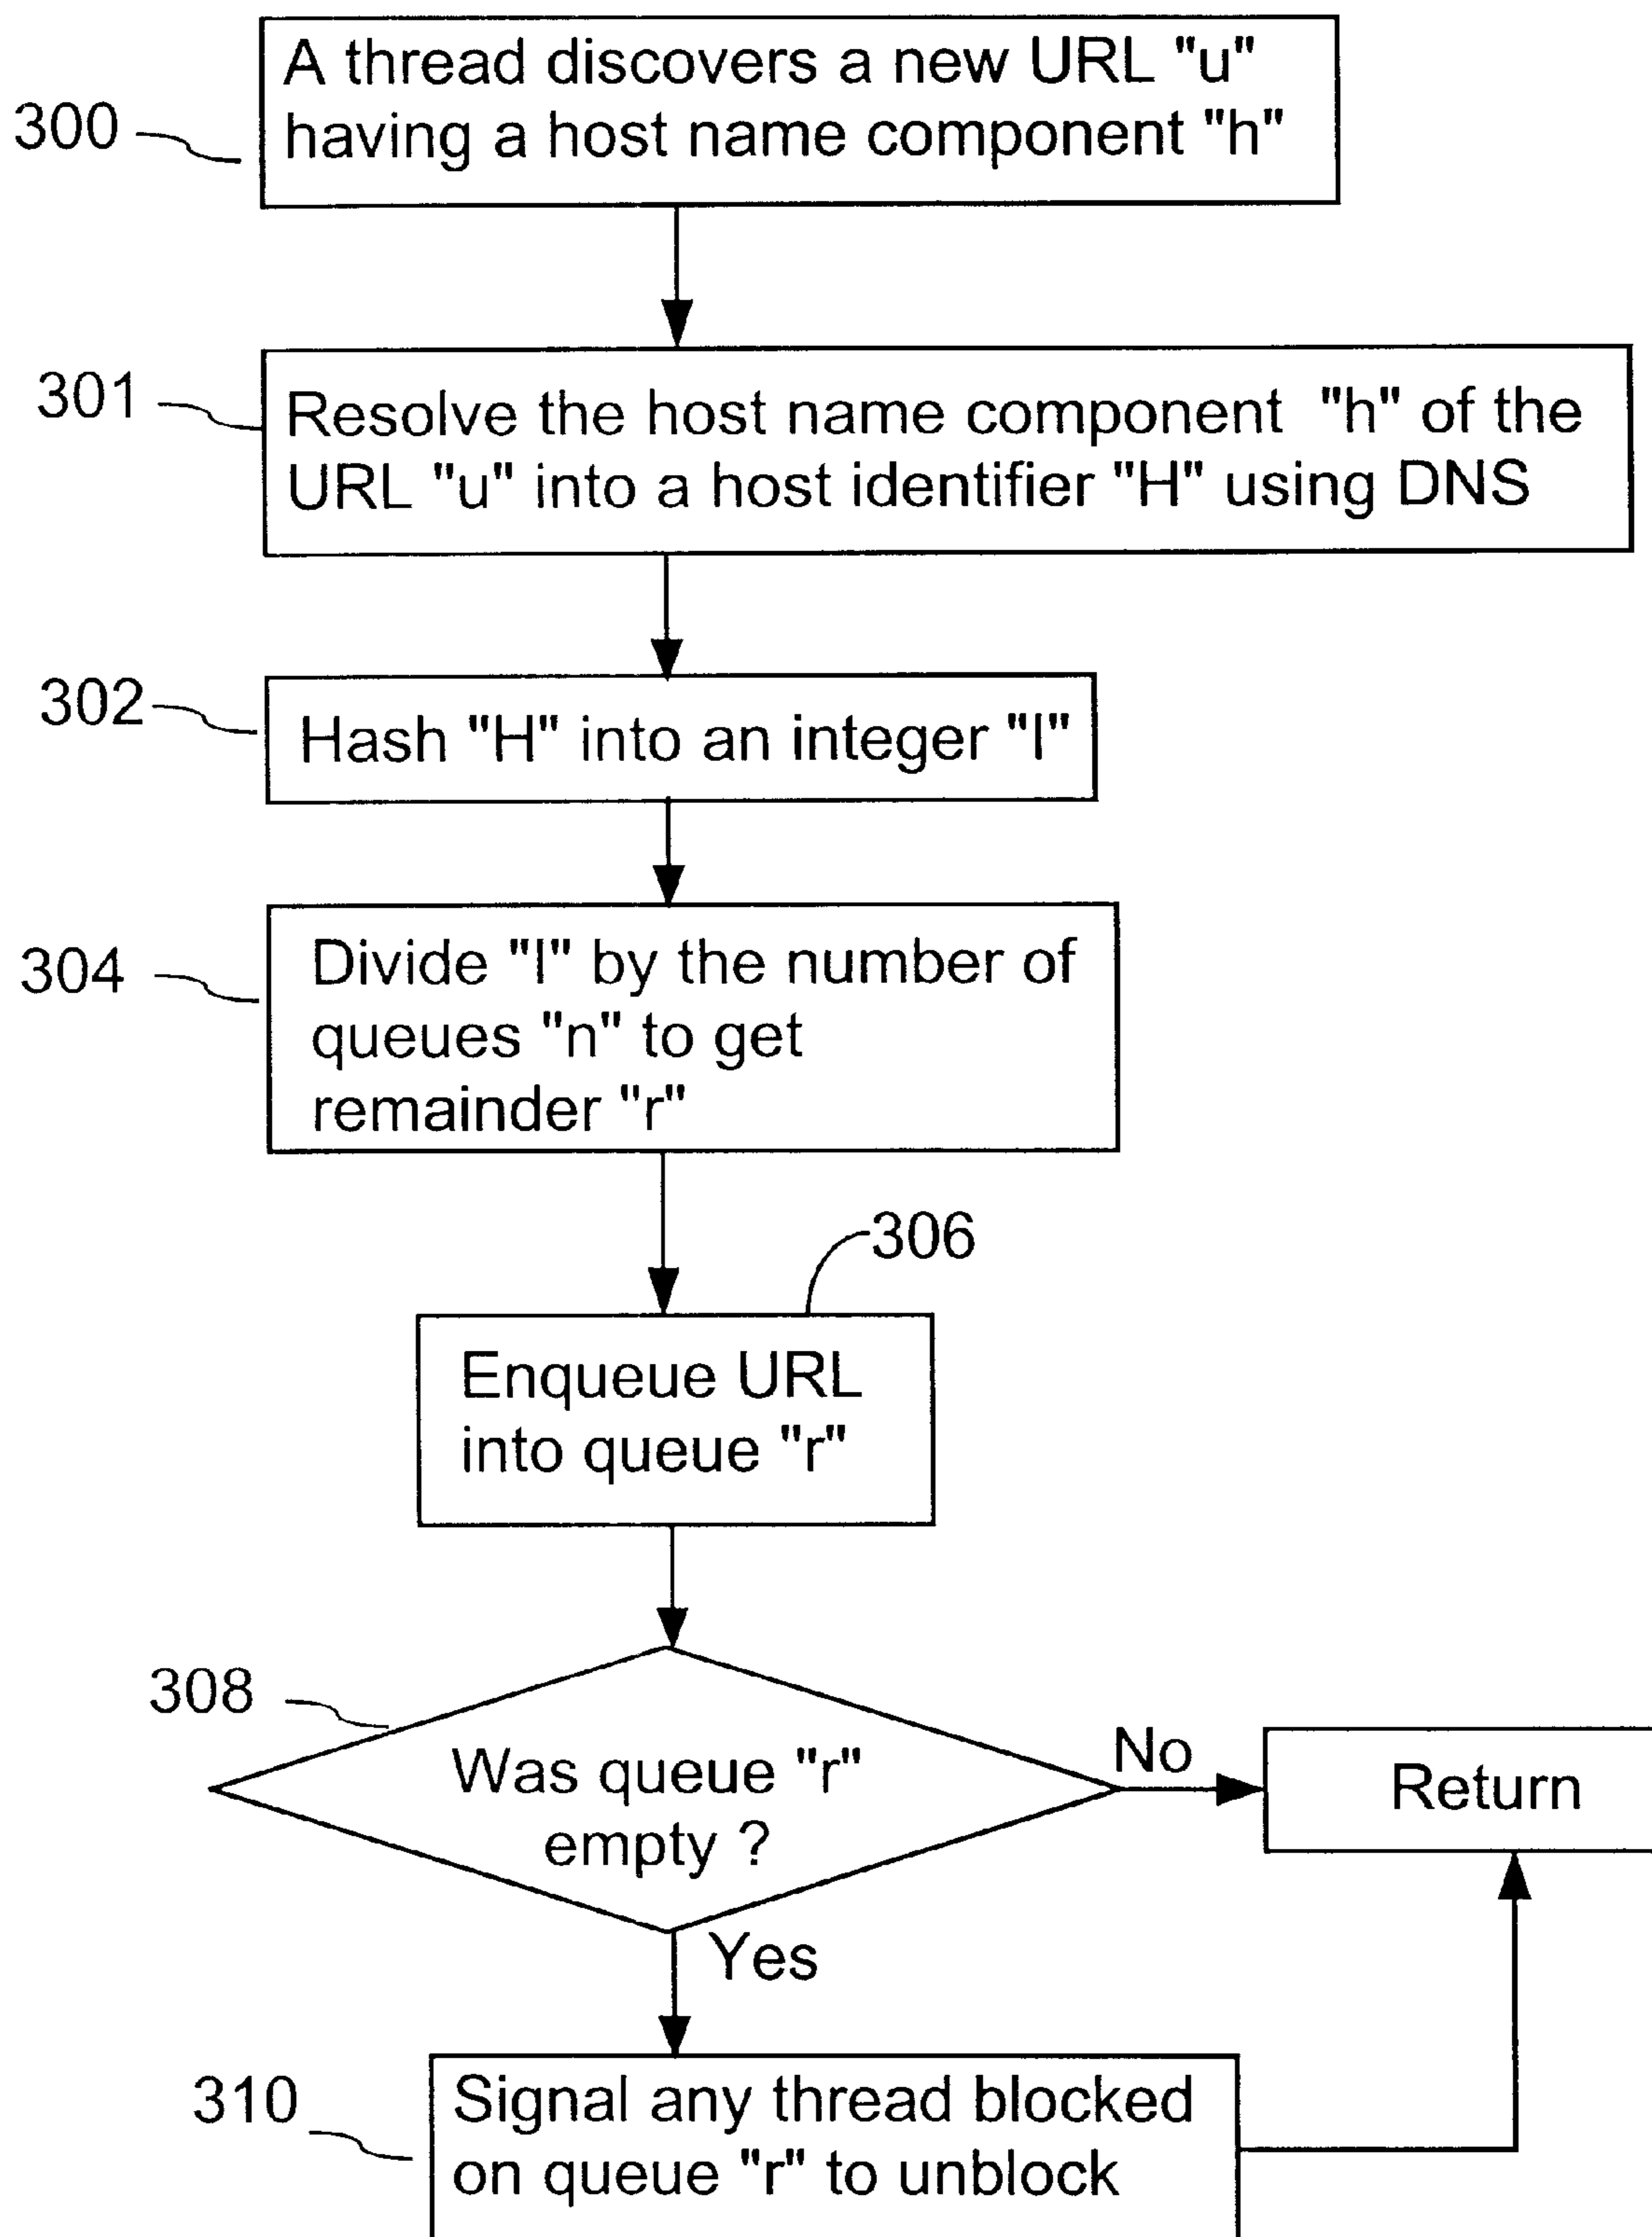 300
A thread discovers a new URL "u"
having a host name component "h"
301
Resolve the host name component "h" of the
URL "u" into a host identifier "H" using DNS
302
Hash "H" into an integer "I"
304
Divide "I" by the number of
queues "n" to get
remainder "r"
306
Enqueue URL
into queue "r"
308
Was queue "r"
empty ?
No
Return
Yes
310
Signal any thread blocked
on queue "r" to unblock